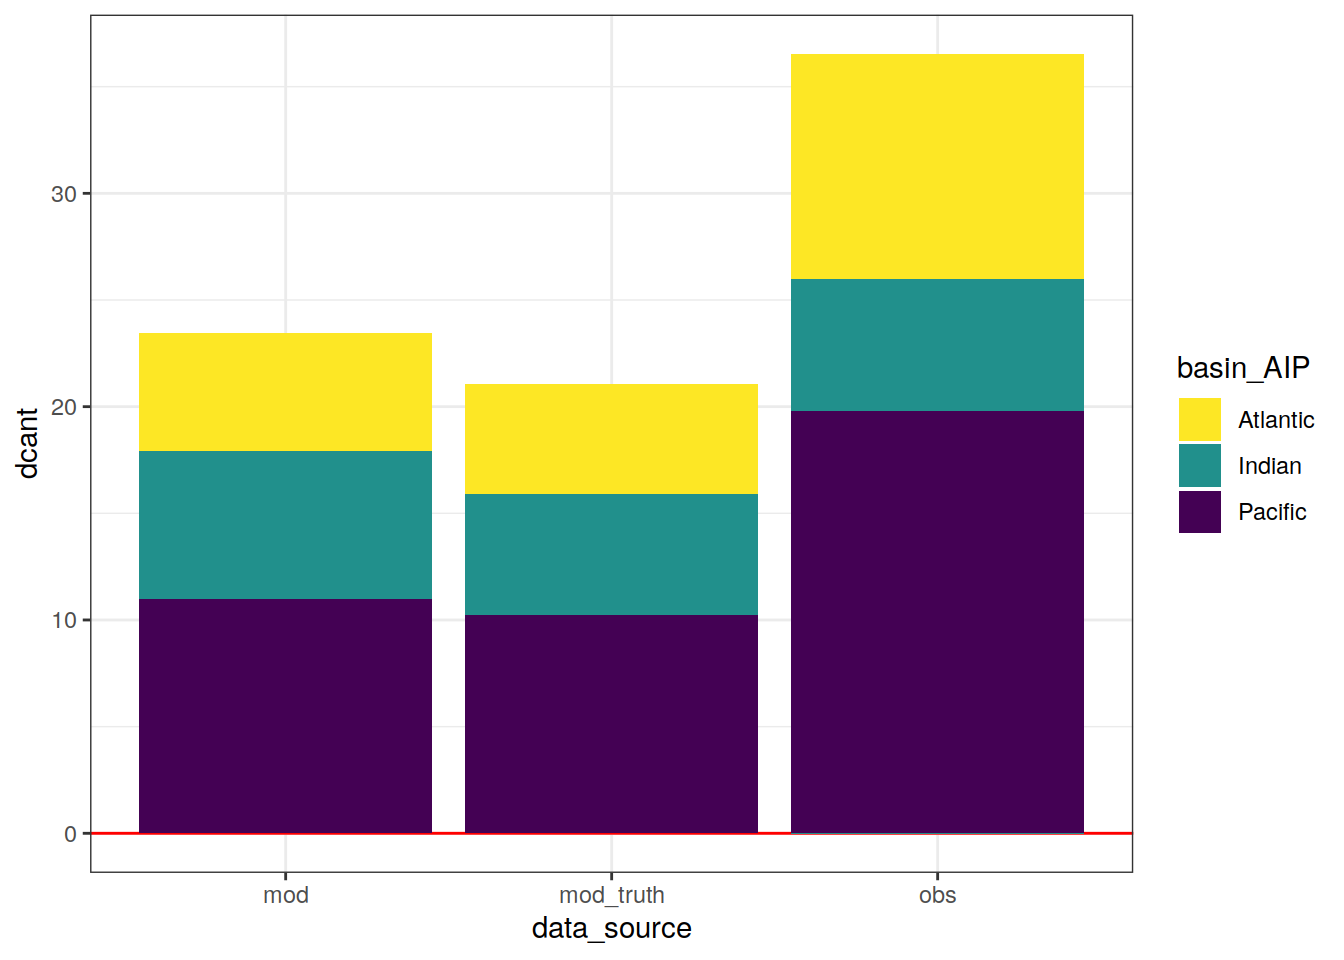 dcant
30
20
10
0
mod
mod_truth
obs
data_source
basin_AIP
Atlantic
Indian
Pacific